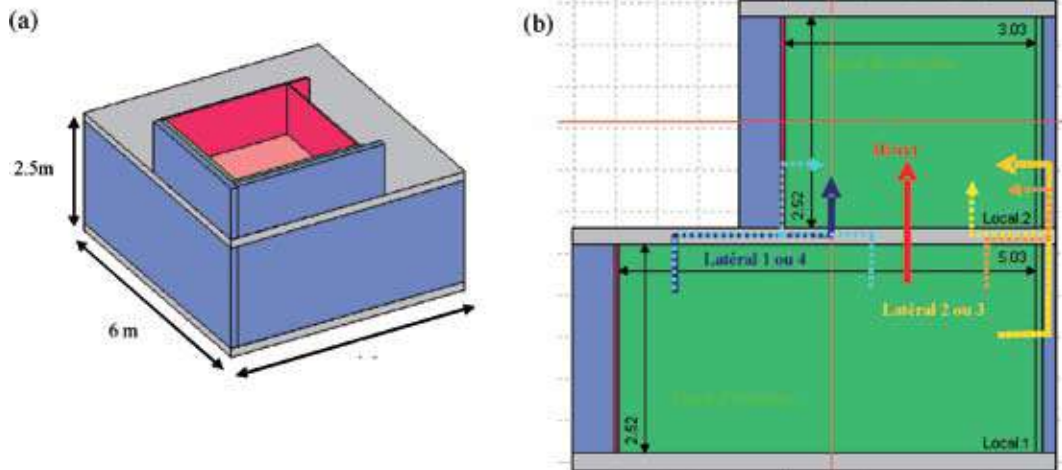 (a)
2.5m
6 m
(b)
3.03
2.52
Direct
Local 2
Latéral 1 ou 4
5.03
Latéral 2 ou 3
2.52
Local 1